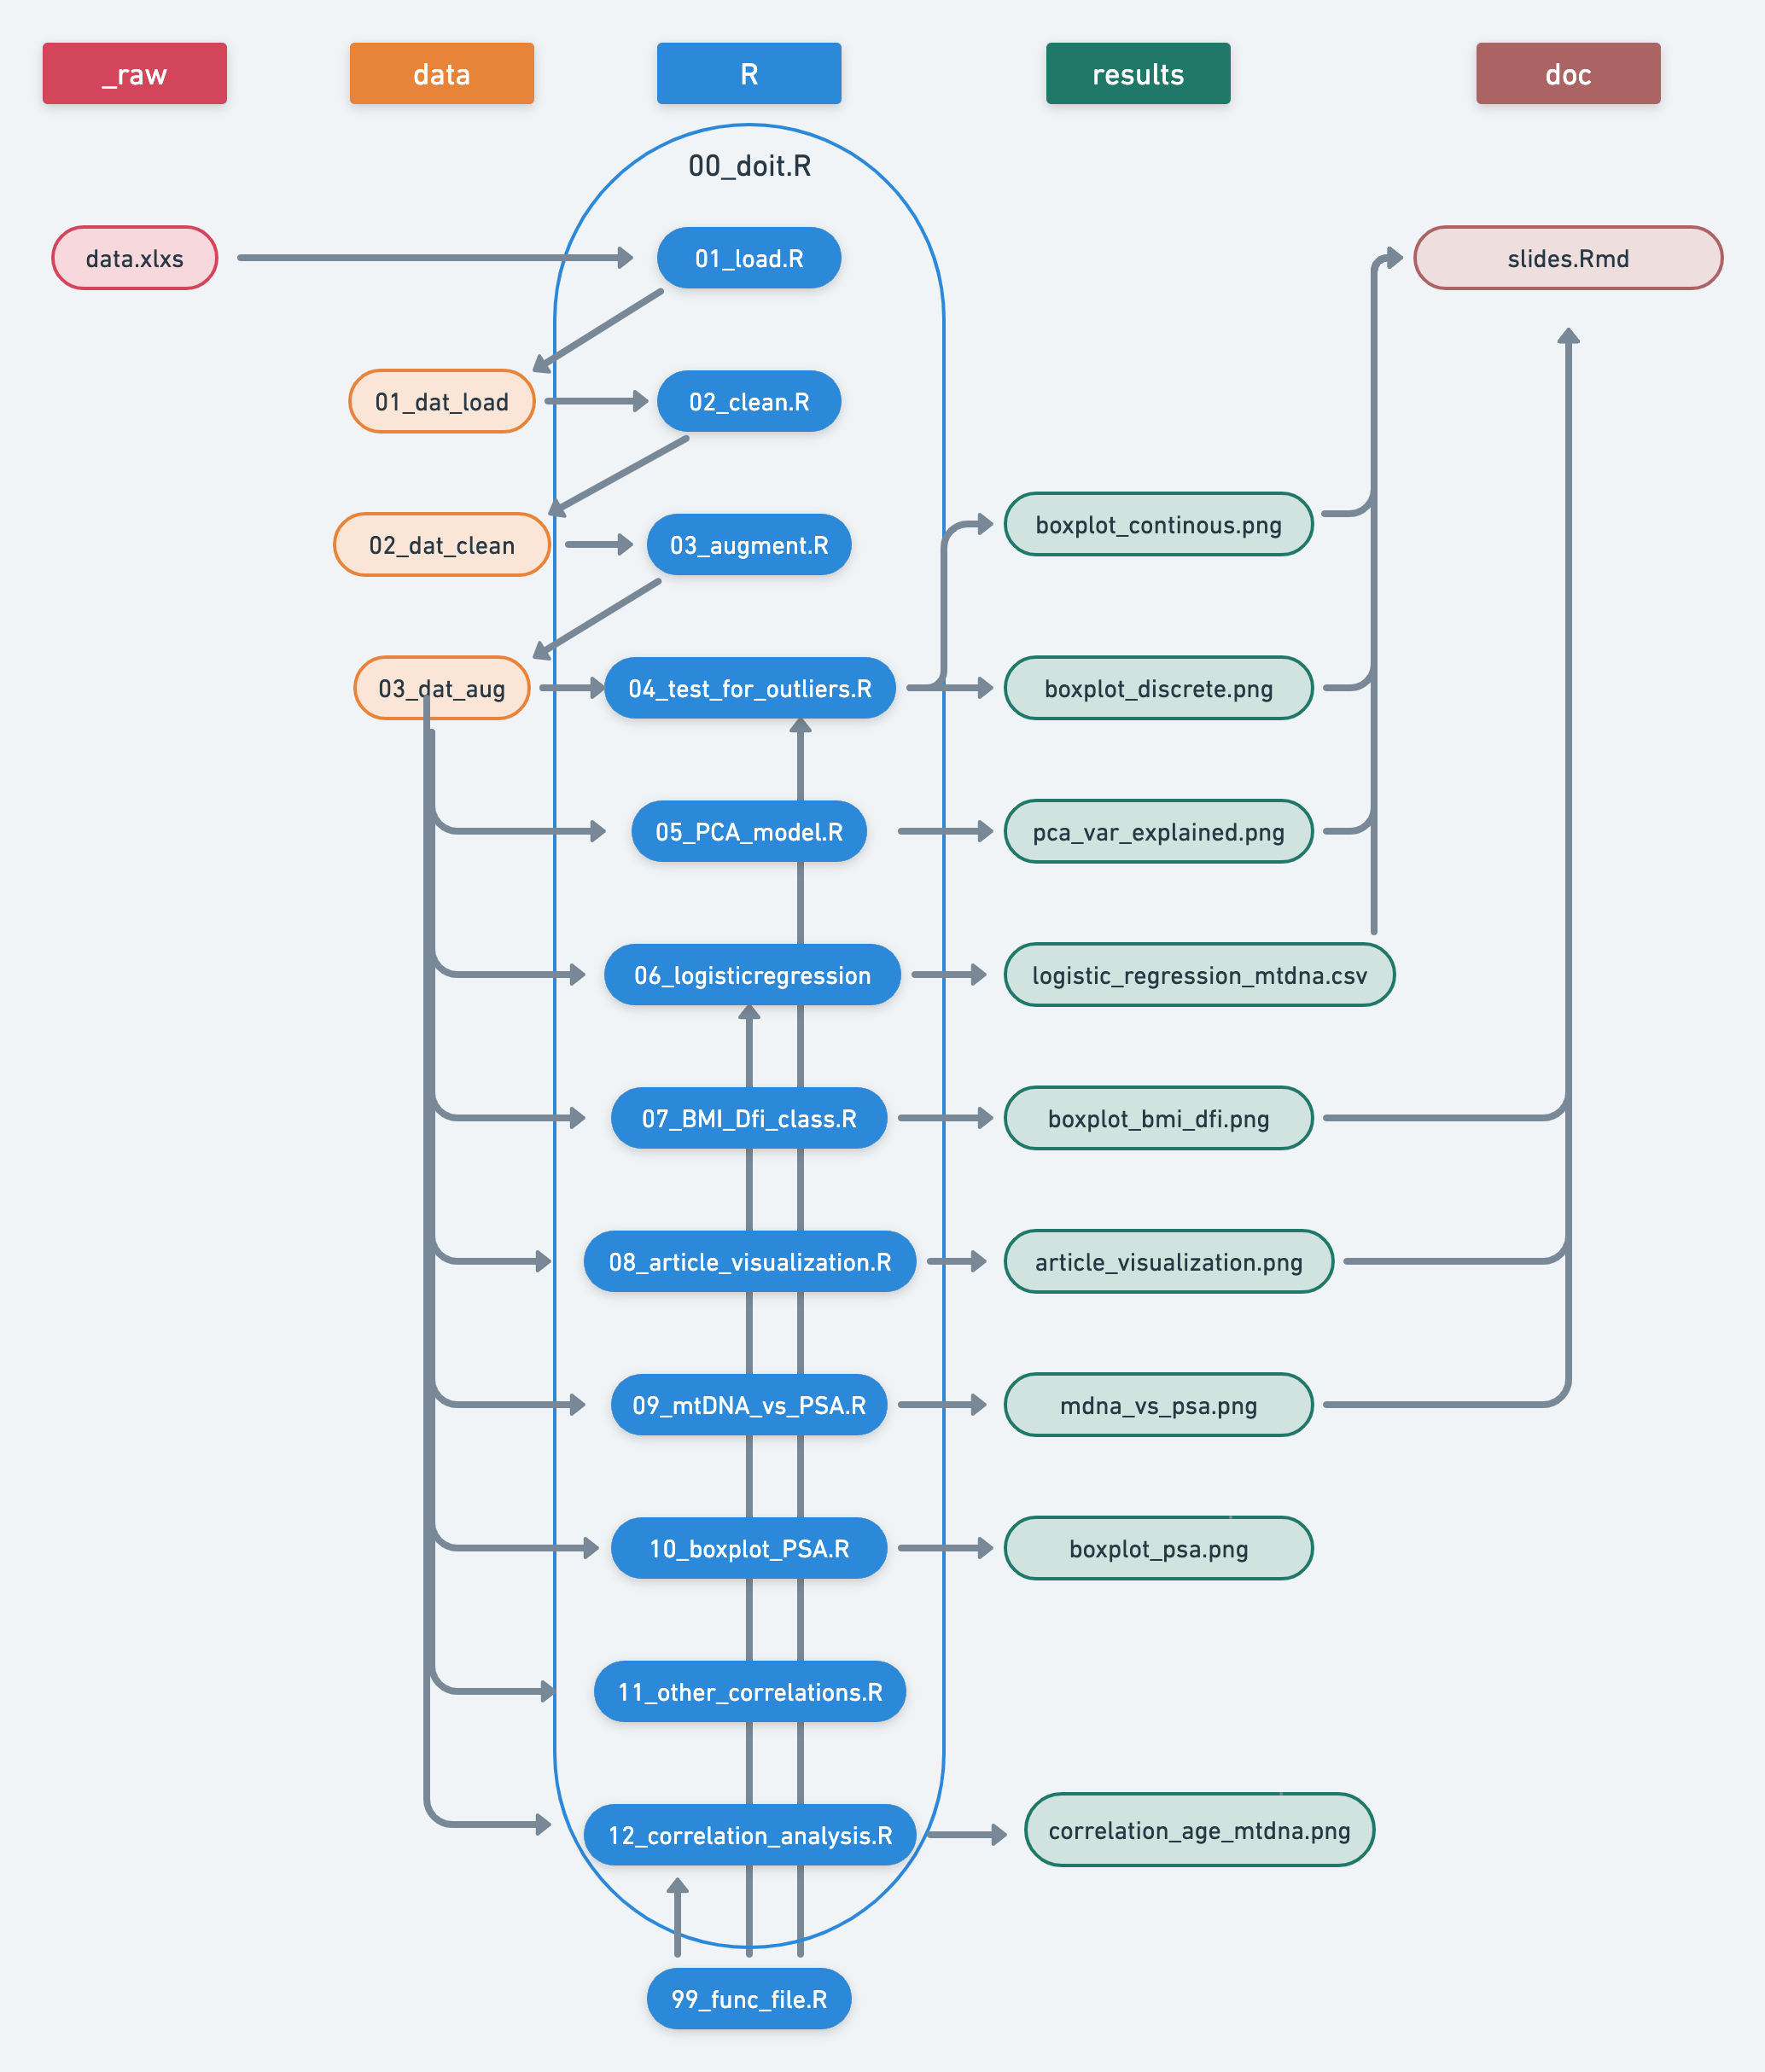 _raw
data
R
results
doc
00_doit.R
data.xlxs
01_load.R
slides.Rmd
01_dat_load
02_clean.R
02_dat_clean
03_augment.R
boxplot_continous.png
03_dat_aug
04_test_for_outliers.R
boxplot_discrete.png
05_PCA_model.R
pca_var_explained.png
06_logisticregression
logistic_regression_mtdna.csv
07_BMI_Dfi_class.R
boxplot_bmi_dfi.png
08_article_visualization.R
article_visualization.png
09_mtDNA_vs_PSA.R
mdna_vs_psa.png
10_boxplot_PSA.R
boxplot_psa.png
11_other_correlations.R
12_correlation_analysis.R
correlation_age_mtdna.png
99_func_file.R